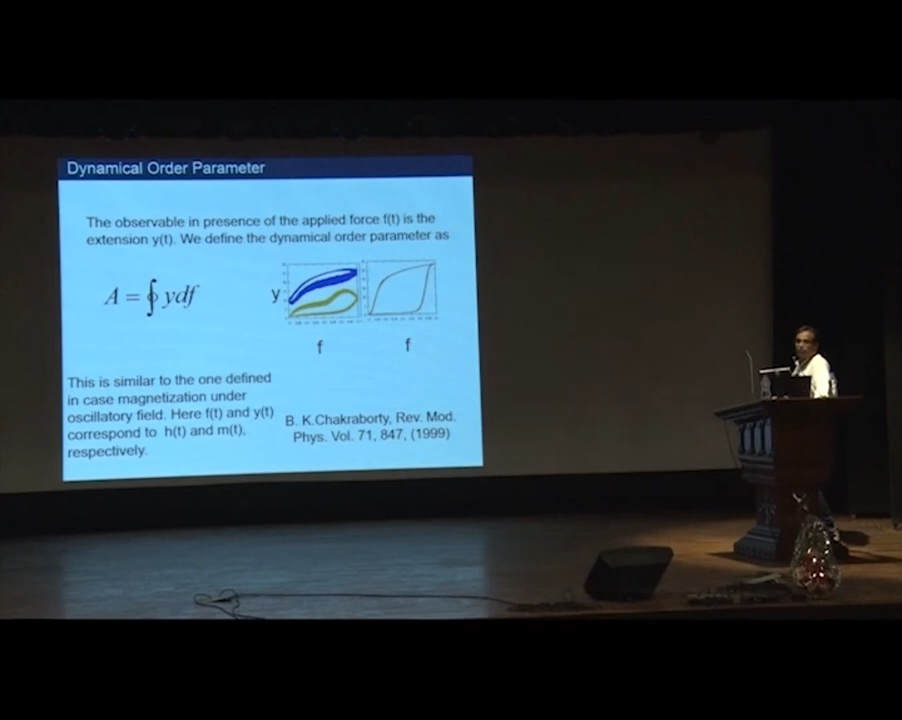 Dynamical Order Parameter
The observable in presence of the applied force f(t) is the
extension y(t). We define the dynamical order parameter as
A = ∮ ydf
y
f
f
This is similar to the one defined
in case magnetization under
oscillatory field. Here f(t) and y(t)
correspond to h(t) and m(t),
respectively.
B. K.Chakraborty, Rev. Mod.
Phys. Vol. 71, 847, (1999)